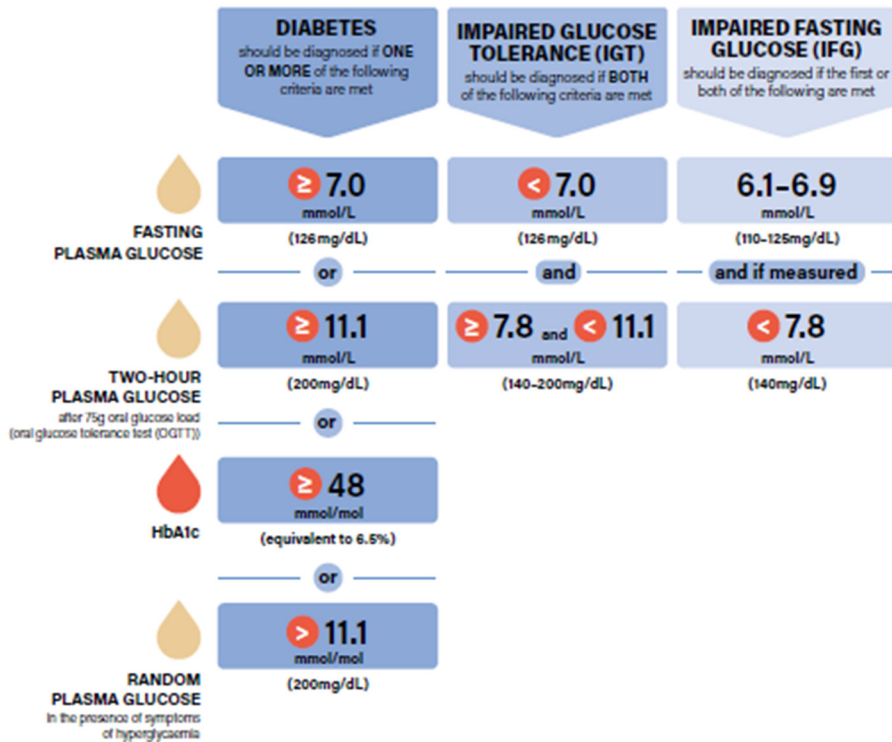 DIABETES
should be diagnosed if ONE
OR MORE of the following
criteria are met
IMPAIRED GLUCOSE
TOLERANCE (IGT)
should be diagnosed if BOTH
of the following criteria are met
IMPAIRED FASTING
GLUCOSE (IFG)
should be diagnosed if the first or
both of the following are met
FASTING
PLASMA GLUCOSE
≥ 7.0
mmol/L
(126mg/dL)
< 7.0
mmol/L
(126mg/dL)
6.1–6.9
mmol/L
(110–125mg/dL)
or
and
and if measured
TWO-HOUR
PLASMA GLUCOSE
after 75g oral glucose load
(oral glucose tolerance test (OGTT))
≥ 11.1
mmol/L
(200mg/dL)
≥ 7.8 and < 11.1
mmol/L
(140–200mg/dL)
< 7.8
mmol/L
(140mg/dL)
or
HbA1c
≥ 48
mmol/mol
(equivalent to 6.5%)
or
RANDOM
PLASMA GLUCOSE
in the presence of symptoms
of hyperglycaemia
> 11.1
mmol/mol
(200mg/dL)